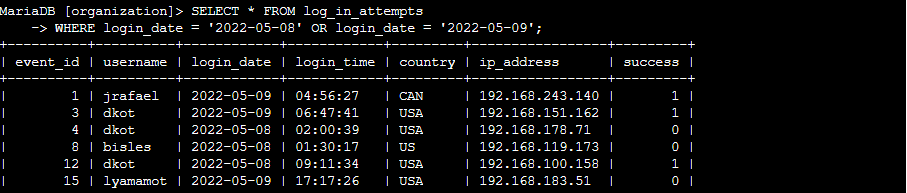 MariaDB [organization]> SELECT * FROM log_in_attempts
    -> WHERE login_date = '2022-05-08' OR login_date = '2022-05-09';
+----------+----------+------------+------------+---------+-----------------+---------+
| event_id | username | login_date | login_time | country | ip_address      | success |
+----------+----------+------------+------------+---------+-----------------+---------+
|        1 | jrafael  | 2022-05-09 | 04:56:27   | CAN     | 192.168.243.140 |       1 |
|        3 | dkot     | 2022-05-09 | 06:47:41   | USA     | 192.168.151.162 |       1 |
|        4 | dkot     | 2022-05-08 | 02:00:39   | USA     | 192.168.178.71  |       0 |
|        8 | bisles   | 2022-05-08 | 01:30:17   | US      | 192.168.119.173 |       0 |
|       12 | dkot     | 2022-05-08 | 09:11:34   | USA     | 192.168.100.158 |       1 |
|       15 | lyamamot | 2022-05-09 | 17:17:26   | USA     | 192.168.183.51  |       0 |